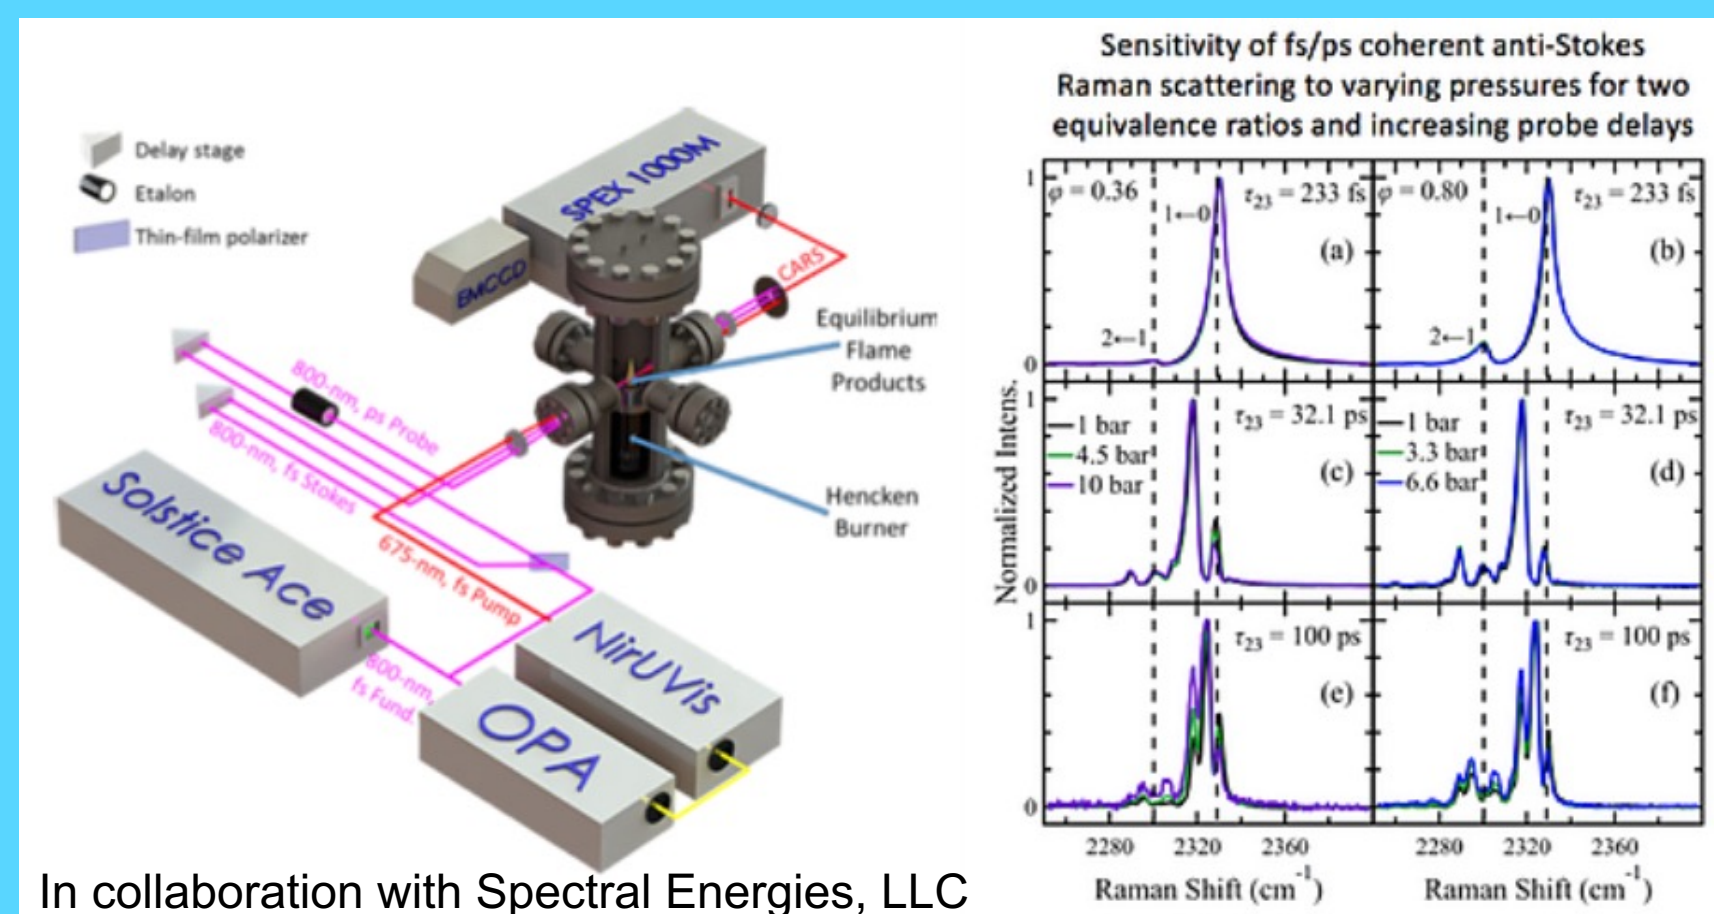 Sensitivity of fs/ps coherent anti-Stokes
Raman scattering to varying pressures for two
equivalence ratios and increasing probe delays
Delay stage
Etalon
Thin-film polarizer
SPEX 1000M
EMCCD
CARS
Equilibrium
Flame
Products
Hencken
Burner
800-nm, ps Probe
800-nm, fs Stokes
675-nm, fs Pump
Solstice Ace
800-nm,
fs Fund.
NirUVis
OPA
In collaboration with Spectral Energies, LLC
Normalized Intens.
1
φ = 0.36
τ23 = 233 fs
1←0
(a)
2←1
0
φ = 0.80
τ23 = 233 fs
1←0
(b)
2←1
1
τ23 = 32.1 ps
1 bar
4.5 bar
10 bar
(c)
0
τ23 = 32.1 ps
1 bar
3.3 bar
6.6 bar
(d)
1
τ23 = 100 ps
(e)
0
τ23 = 100 ps
(f)
2280 2320 2360
Raman Shift (cm⁻¹)
2280 2320 2360
Raman Shift (cm⁻¹)